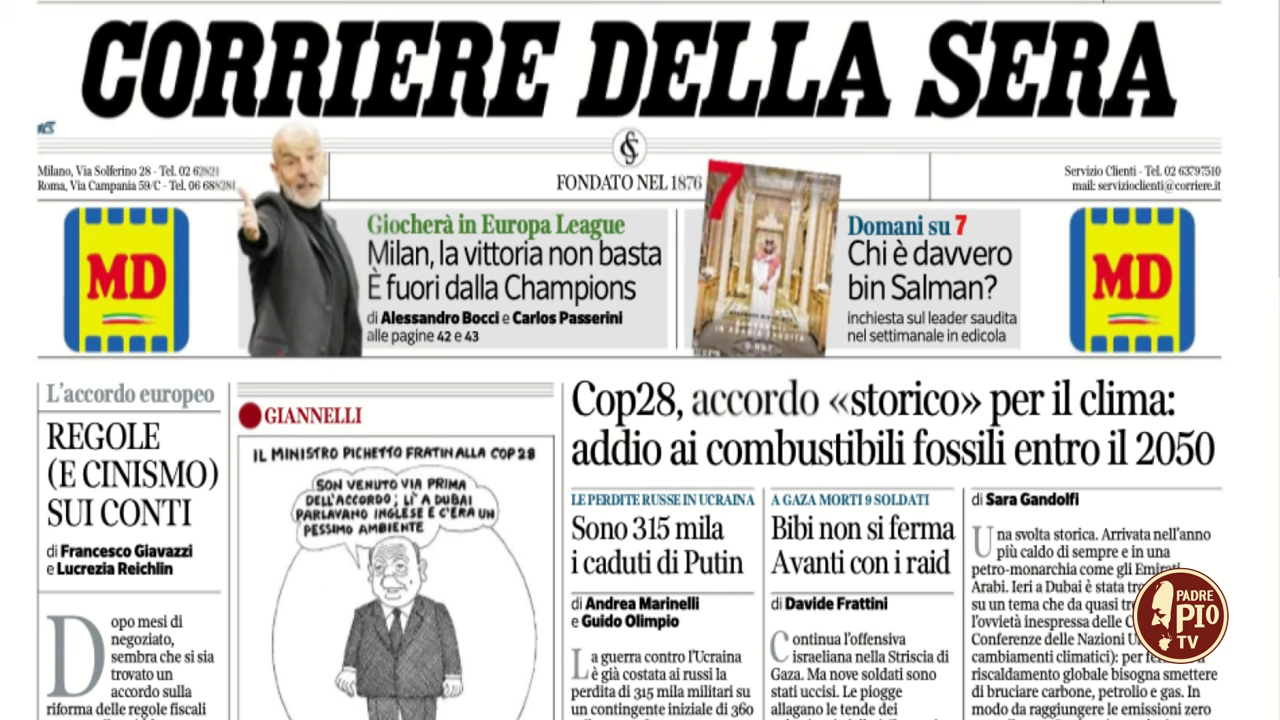 CORRIERE DELLA SERA
Milano, Via Solferino 28 - Tel. 02 62821
Roma, Via Campania 59/C - Tel. 06 688281
FONDATO NEL 1876
Servizio Clienti - Tel. 02 63797510
mail: servizioclienti@corriere.it
MD
Giocherà in Europa League
Milan, la vittoria non basta
È fuori dalla Champions
di Alessandro Bocci e Carlos Passerini
alle pagine 42 e 43
7
Domani su 7
Chi è davvero
bin Salman?
inchiesta sul leader saudita
nel settimanale in edicola
MD
L'accordo europeo
REGOLE
(E CINISMO)
SUI CONTI
di Francesco Giavazzi
e Lucrezia Reichlin
Dopo mesi di
negoziato,
sembra che si sia
trovato un
accordo sulla
riforma delle regole fiscali
GIANNELLI
IL MINISTRO PICHETTO FRATIN ALLA COP 28
SON VENUTO VIA PRIMA
DELL'ACCORDO; LÌ A DUBAI
PARLAVANO INGLESE E C'ERA UN
PESSIMO AMBIENTE
Cop28, accordo «storico» per il clima:
addio ai combustibili fossili entro il 2050
LE PERDITE RUSSE IN UCRAINA
Sono 315 mila
i caduti di Putin
di Andrea Marinelli
e Guido Olimpio
La guerra contro l'Ucraina
è già costata ai russi la
perdita di 315 mila militari su
un contingente iniziale di 360
A GAZA MORTI 9 SOLDATI
Bibi non si ferma
Avanti con i raid
di Davide Frattini
Continua l'offensiva
israeliana nella Striscia di
Gaza. Ma nove soldati sono
stati uccisi. Le piogge
allagano le tende dei
di Sara Gandolfi
Una svolta storica. Arrivata nell'anno
più caldo di sempre e in una
petro-monarchia come gli Emirati
Arabi. Ieri a Dubai è stata
su un tema che da quasi
l'ovvietà inespressa delle
Conferenze delle Nazioni
cambiamenti climatici): per
riscaldamento globale bisogna smettere
di bruciare carbone, petrolio e gas. In
modo da raggiungere le emissioni zero
PADRE
PIO
TV